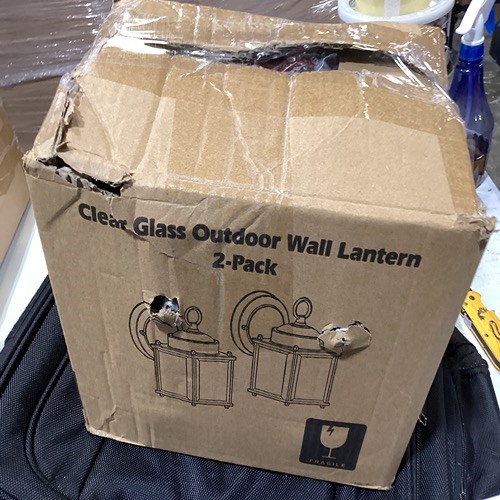 Clear Glass Outdoor Wall Lantern
2-Pack
FRAGILE